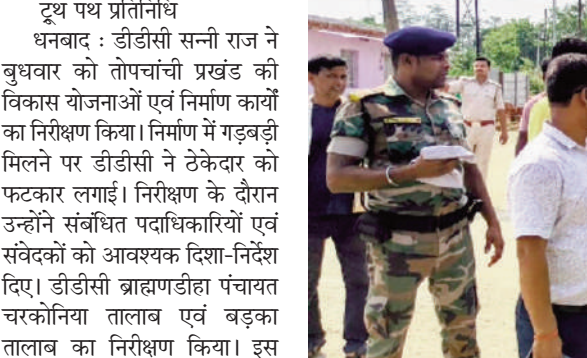 ट्रूथ पथ प्रतिनिधि
धनबाद : डीडीसी सन्नी राज ने
बुधवार को तोपचांची प्रखंड की
विकास योजनाओं एवं निर्माण कार्यों
का निरीक्षण किया। निर्माण में गड़बड़ी
मिलने पर डीडीसी ने ठेकेदार को
फटकार लगाई। निरीक्षण के दौरान
उन्होंने संबंधित पदाधिकारियों एवं
संवेदकों को आवश्यक दिशा-निर्देश
दिए। डीडीसी ब्राह्मणडीहा पंचायत
चरकोनिया तालाब एवं बड़का
तालाब का निरीक्षण किया। इस